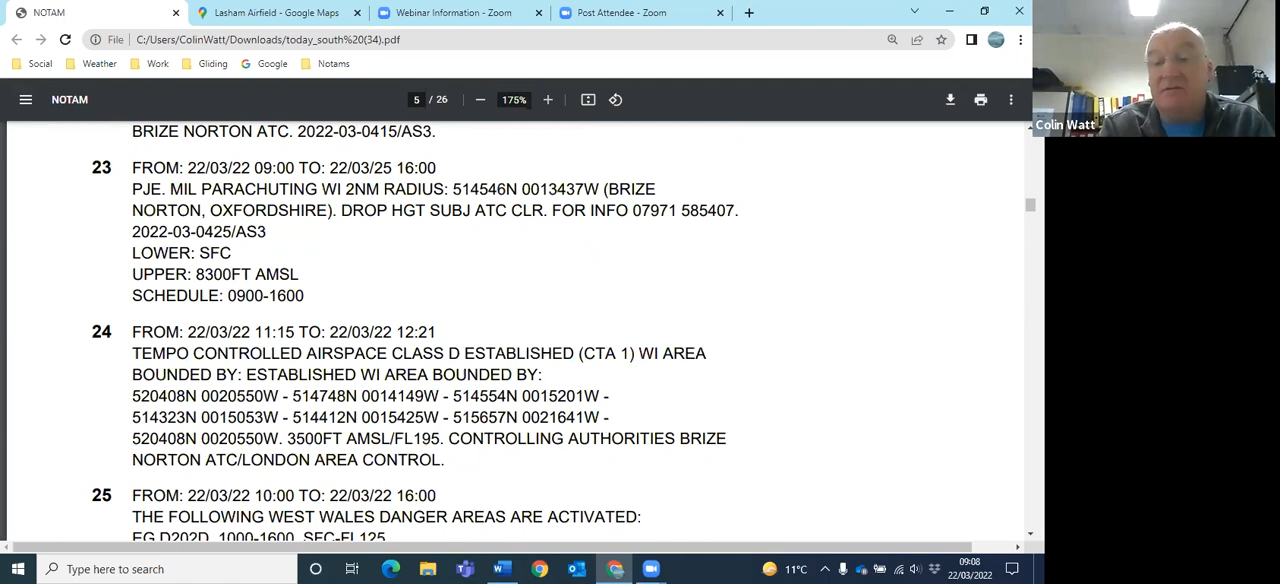 NOTAM
Lasham Airfield - Google Maps
Webinar Information - Zoom
Post Attendee - Zoom
File
C:/Users/ColinWatt/Downloads/today_south%20(34).pdf
Social
Weather
Work
Gliding
Google
Notams
NOTAM
5 / 26
175%
Colin Watt
BRIZE NORTON ATC. 2022-03-0415/AS3.
23 FROM: 22/03/22 09:00 TO: 22/03/25 16:00
PJE. MIL PARACHUTING WI 2NM RADIUS: 514546N 0013437W (BRIZE
NORTON, OXFORDSHIRE). DROP HGT SUBJ ATC CLR. FOR INFO 07971 585407.
2022-03-0425/AS3
LOWER: SFC
UPPER: 8300FT AMSL
SCHEDULE: 0900-1600
24 FROM: 22/03/22 11:15 TO: 22/03/22 12:21
TEMPO CONTROLLED AIRSPACE CLASS D ESTABLISHED (CTA 1) WI AREA
BOUNDED BY: ESTABLISHED WI AREA BOUNDED BY:
520408N 0020550W - 514748N 0014149W - 514554N 0015201W -
514323N 0015053W - 514412N 0015425W - 515657N 0021641W -
520408N 0020550W. 3500FT AMSL/FL195. CONTROLLING AUTHORITIES BRIZE
NORTON ATC/LONDON AREA CONTROL.
25 FROM: 22/03/22 10:00 TO: 22/03/22 16:00
THE FOLLOWING WEST WALES DANGER AREAS ARE ACTIVATED:
EG D202D 1000-1600 SFC-FL125
Type here to search
11°C
09:08
22/03/2022